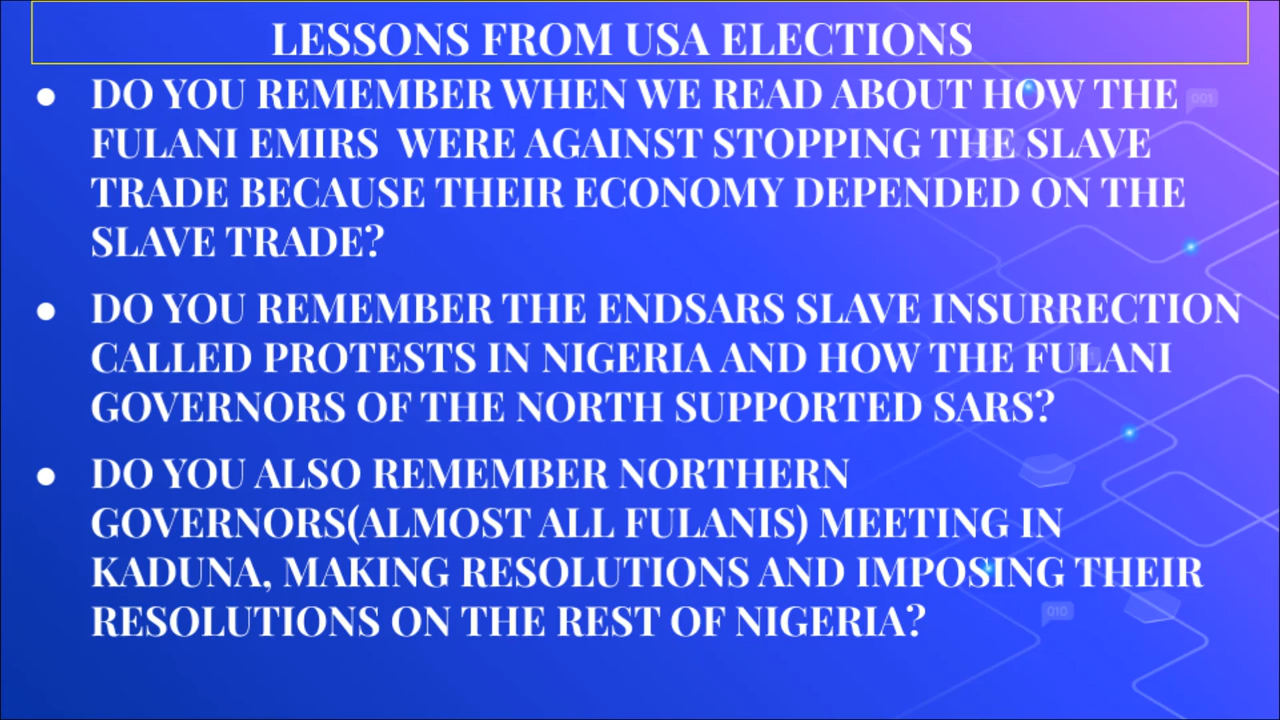 LESSONS FROM USA ELECTIONS
● DO YOU REMEMBER WHEN WE READ ABOUT HOW THE
FULANI EMIRS WERE AGAINST STOPPING THE SLAVE
TRADE BECAUSE THEIR ECONOMY DEPENDED ON THE
SLAVE TRADE?
● DO YOU REMEMBER THE ENDSARS SLAVE INSURRECTION
CALLED PROTESTS IN NIGERIA AND HOW THE FULANI
GOVERNORS OF THE NORTH SUPPORTED SARS?
● DO YOU ALSO REMEMBER NORTHERN
GOVERNORS(ALMOST ALL FULANIS) MEETING IN
KADUNA, MAKING RESOLUTIONS AND IMPOSING THEIR
RESOLUTIONS ON THE REST OF NIGERIA?
001
010